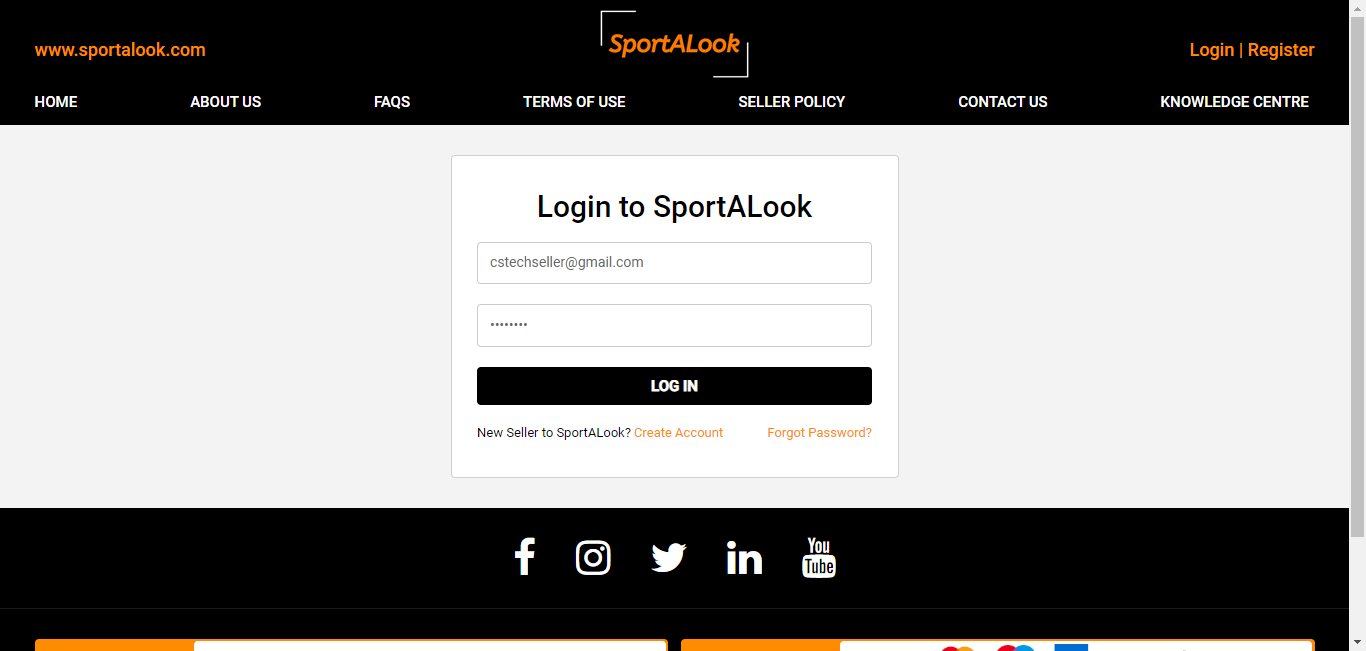 www.sportalook.com
SportALook
Login | Register
HOME ABOUT US FAQS TERMS OF USE SELLER POLICY CONTACT US KNOWLEDGE CENTRE
Login to SportALook
cstechseller@gmail.com
••••••••
LOG IN
New Seller to SportALook? Create Account Forgot Password?
You
Tube